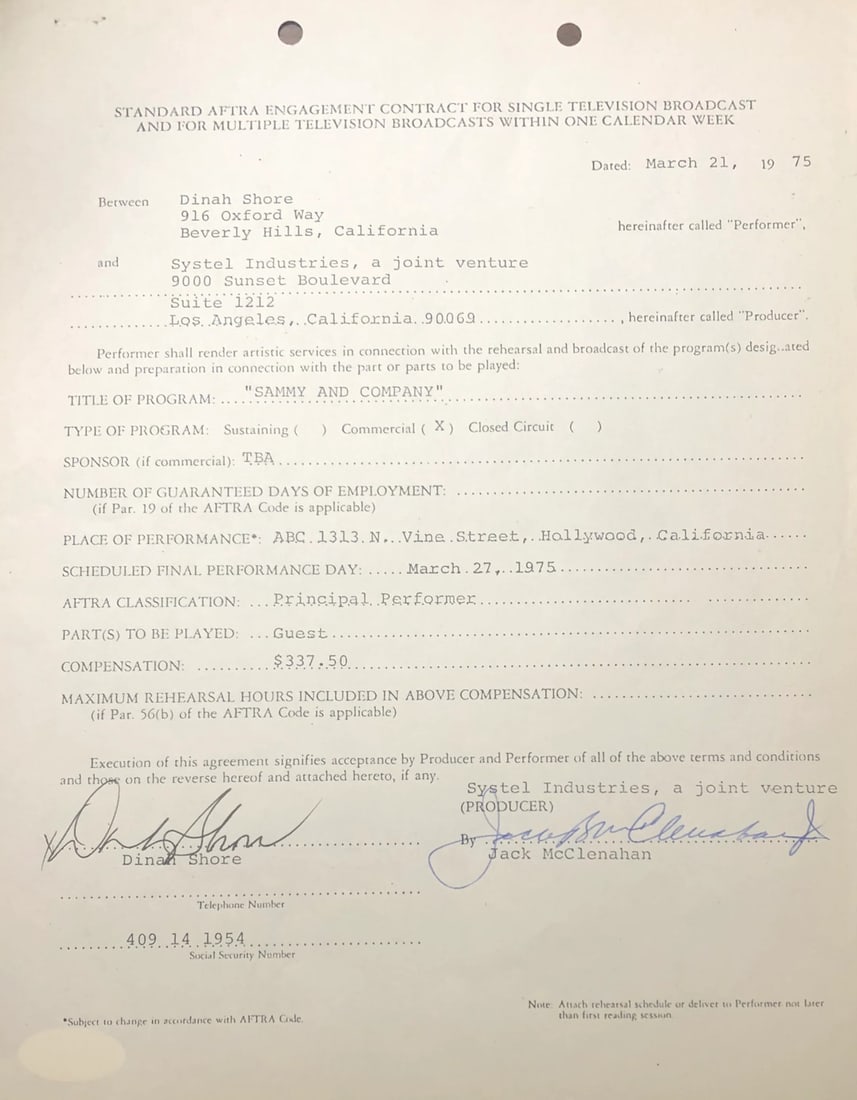 STANDARD AFTRA ENGAGEMENT CONTRACT FOR SINGLE TELEVISION BROADCAST
AND FOR MULTIPLE TELEVISION BROADCASTS WITHIN ONE CALENDAR WEEK
Dated: March 21, 19 75
Between Dinah Shore
916 Oxford Way
Beverly Hills, California hereinafter called "Performer",
and Systel Industries, a joint venture
9000 Sunset Boulevard
Suite 1212
Los Angeles, California 90069, hereinafter called "Producer".
Performer shall render artistic services in connection with the rehearsal and broadcast of the program(s) designated
below and preparation in connection with the part or parts to be played:
TITLE OF PROGRAM: "SAMMY AND COMPANY"
TYPE OF PROGRAM: Sustaining ( ) Commercial ( X ) Closed Circuit ( )
SPONSOR (if commercial): TBA
NUMBER OF GUARANTEED DAYS OF EMPLOYMENT:
(if Par. 19 of the AFTRA Code is applicable)
PLACE OF PERFORMANCE*: ABC 1313 N. Vine Street, Hollywood, California
SCHEDULED FINAL PERFORMANCE DAY: March 27, 1975
AFTRA CLASSIFICATION: Principal Performer
PART(S) TO BE PLAYED: Guest
COMPENSATION: $337.50
MAXIMUM REHEARSAL HOURS INCLUDED IN ABOVE COMPENSATION:
(if Par. 56(b) of the AFTRA Code is applicable)
Execution of this agreement signifies acceptance by Producer and Performer of all of the above terms and conditions
and those on the reverse hereof and attached hereto, if any.
Systel Industries, a joint venture
(PRODUCER)
X Dinah Shore
By Jack McClenahan Jr
Dinah Shore
Jack McClenahan
Telephone Number
409 14 1954
Social Security Number
Note: Attach rehearsal schedule or deliver to Performer not later
than first reading session.
*Subject to change in accordance with AFTRA Code.